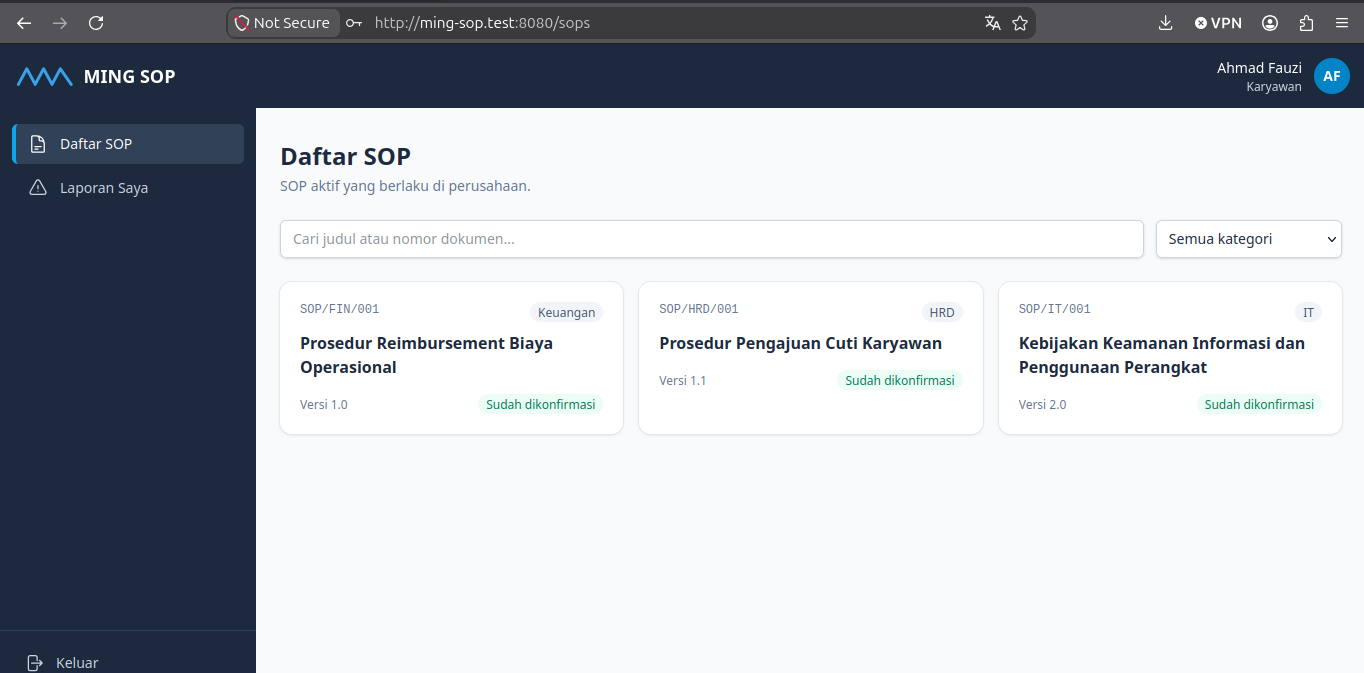 Not Secure
http://ming-sop.test:8080/sops
VPN
MING SOP
Ahmad Fauzi
Karyawan
AF
Daftar SOP
Laporan Saya
Keluar
Daftar SOP
SOP aktif yang berlaku di perusahaan.
Cari judul atau nomor dokumen...
Semua kategori
SOP/FIN/001
Keuangan
Prosedur Reimbursement Biaya
Operasional
Versi 1.0
Sudah dikonfirmasi
SOP/HRD/001
HRD
Prosedur Pengajuan Cuti Karyawan
Versi 1.1
Sudah dikonfirmasi
SOP/IT/001
IT
Kebijakan Keamanan Informasi dan
Penggunaan Perangkat
Versi 2.0
Sudah dikonfirmasi